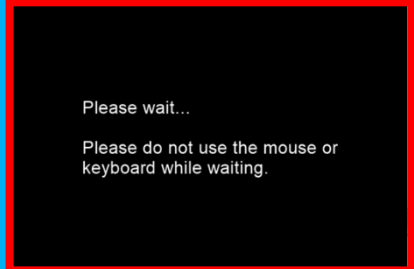 Please wait...
Please do not use the mouse or
keyboard while waiting.